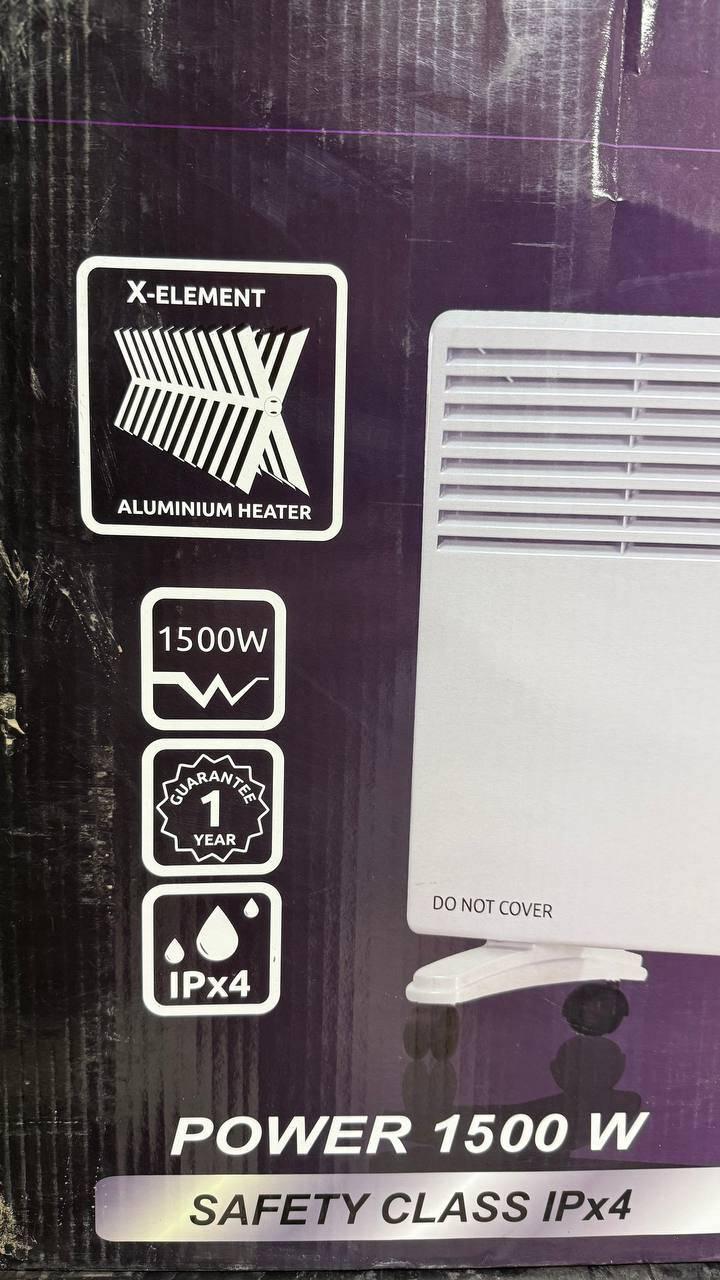 X-ELEMENT
ALUMINIUM HEATER
1500W
GUARANTEE
1
YEAR
IPx4
DO NOT COVER
POWER 1500 W
SAFETY CLASS IPx4